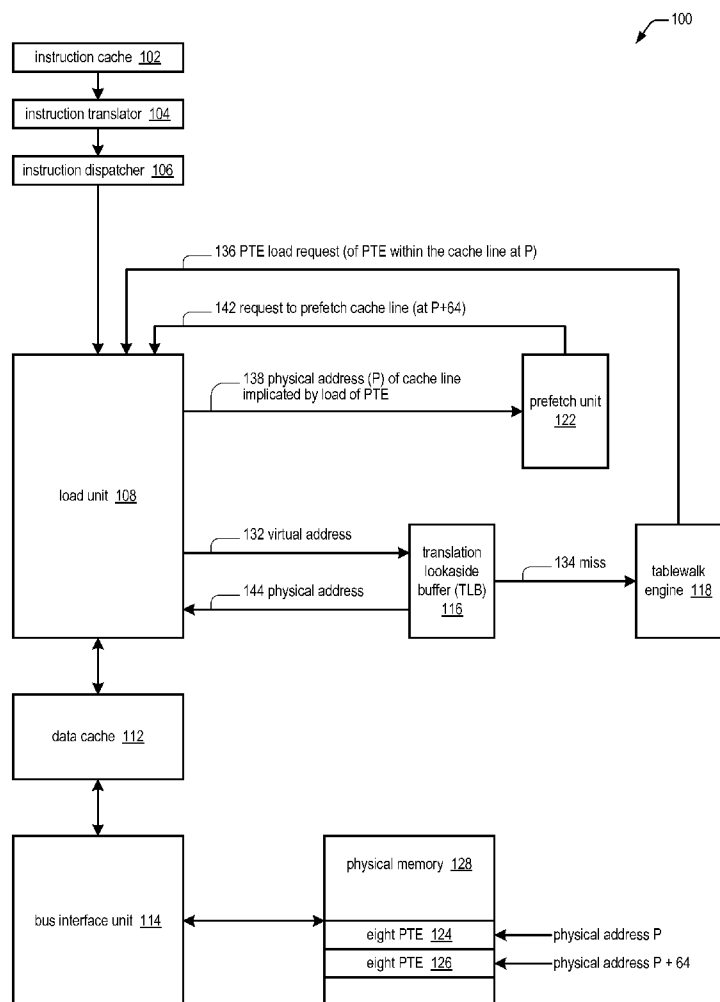 100
instruction cache 102
instruction translator 104
instruction dispatcher 106
136 PTE load request (of PTE within the cache line at P)
142 request to prefetch cache line (at P+64)
138 physical address (P) of cache line
implicated by load of PTE
prefetch unit
122
load unit 108
132 virtual address
translation
lookaside
buffer (TLB)
116
134 miss
tablewalk
engine 118
144 physical address
data cache 112
physical memory 128
bus interface unit 114
eight PTE 124
physical address P
eight PTE 126
physical address P + 64